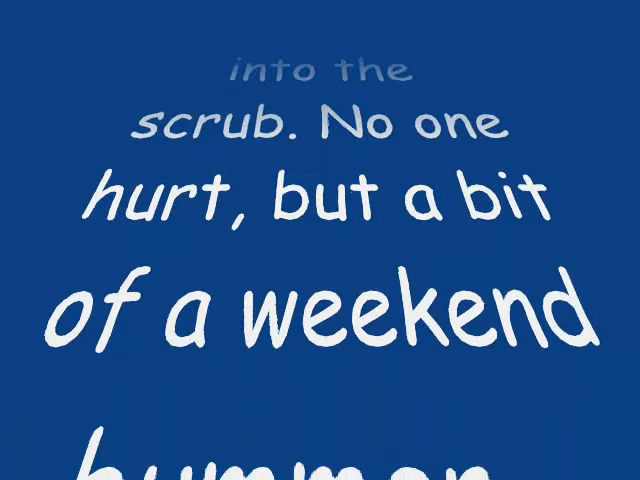 into the
scrub. No one
hurt, but a bit
of a weekend